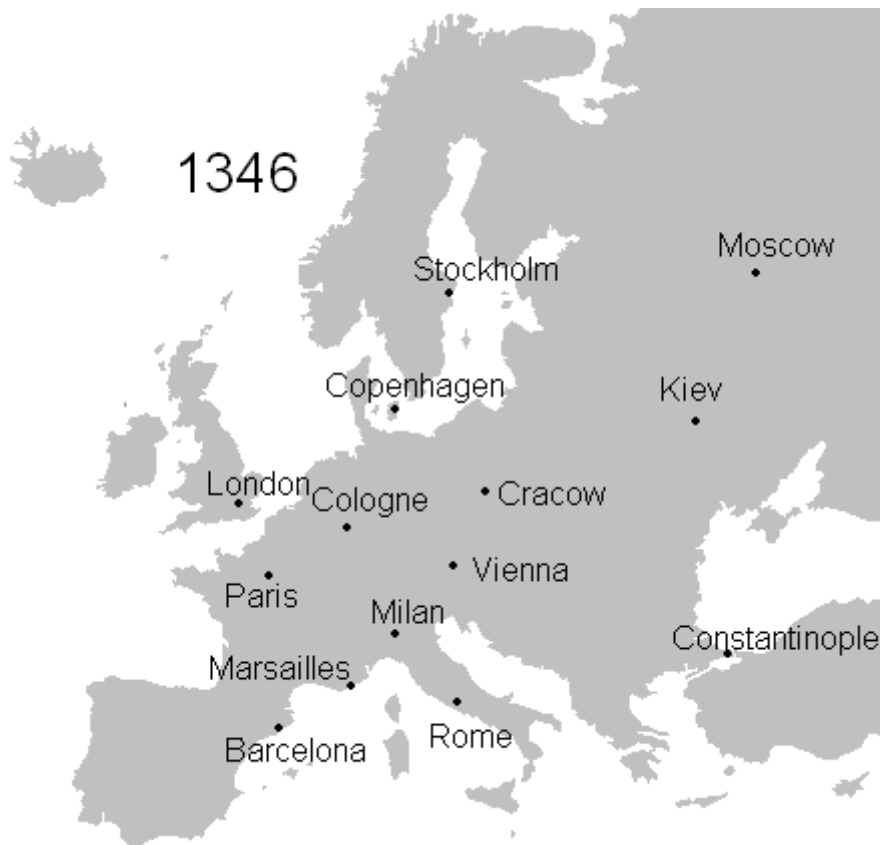 1346
Moscow
Stockholm
Copenhagen
Kiev
London
Cologne
Cracow
Vienna
Paris
Milan
Constantinople
Marsailles
Rome
Barcelona